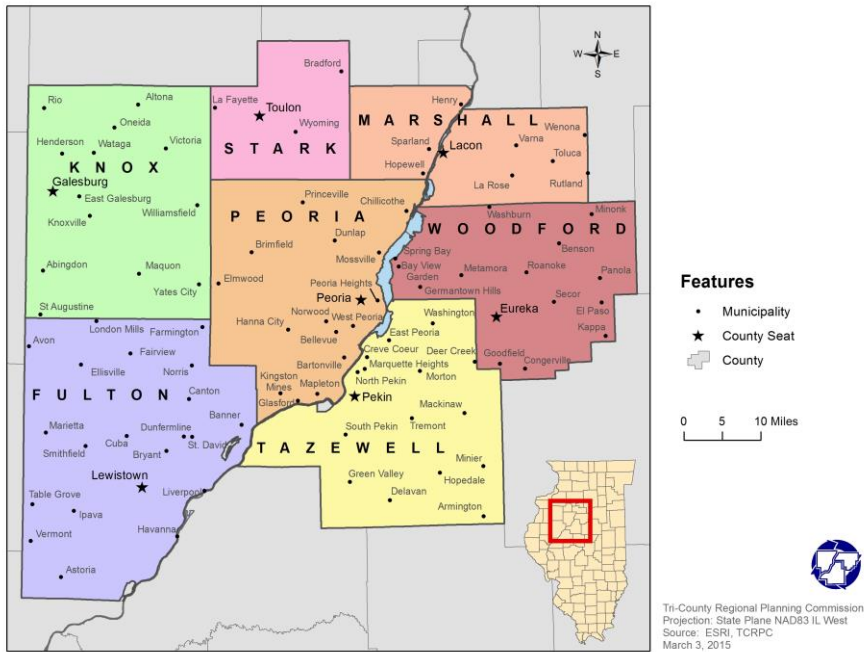 N
W E
S
Bradford
Rio
Altona
La Fayette
Toulon
Henry
Oneida
Wyoming
M A R S H A L L
Wenona
Henderson
Wataga
Victoria
S T A R K
Sparland
Lacon
Varna
Toluca
K N O X
Hopewell
Galesburg
La Rose
Rutland
East Galesburg
Princeville
Williamsfield
Chillicothe
Washburn
Minonk
Knoxville
P E O R I A
W O O D F O R D
Dunlap
Benson
Brimfield
Mossville
Spring Bay
Abingdon
Maquon
Bay View
Garden
Metamora
Roanoke
Panola
Yates City
Elmwood
Peoria Heights
Germantown Hills
Peoria
Secor
El Paso
St Augustine
Norwood
West Peoria
Washington
Eureka
Kappa
London Mills
Farmington
Hanna City
East Peoria
Avon
Bellevue
Creve Coeur
Deer Creek
Fairview
Bartonville
Marquette Heights
Goodfield
Congerville
Ellisville
Norris
Kingston
Mines
North Pekin
Morton
F U L T O N
Canton
Mapleton
Glasford
Pekin
Banner
Mackinaw
Marietta
Dunfermline
Tremont
Cuba
St. David
South Pekin
Smithfield
Bryant
T A Z E W E L L
Minier
Lewistown
Green Valley
Hopedale
Table Grove
Liverpool
Delavan
Ipava
Armington
Vermont
Havanna
Astoria
Features
Municipality
County Seat
County
0 5 10 Miles
Tri-County Regional Planning Commission
Projection: State Plane NAD83 IL West
Source: ESRI, TCRPC
March 3, 2015